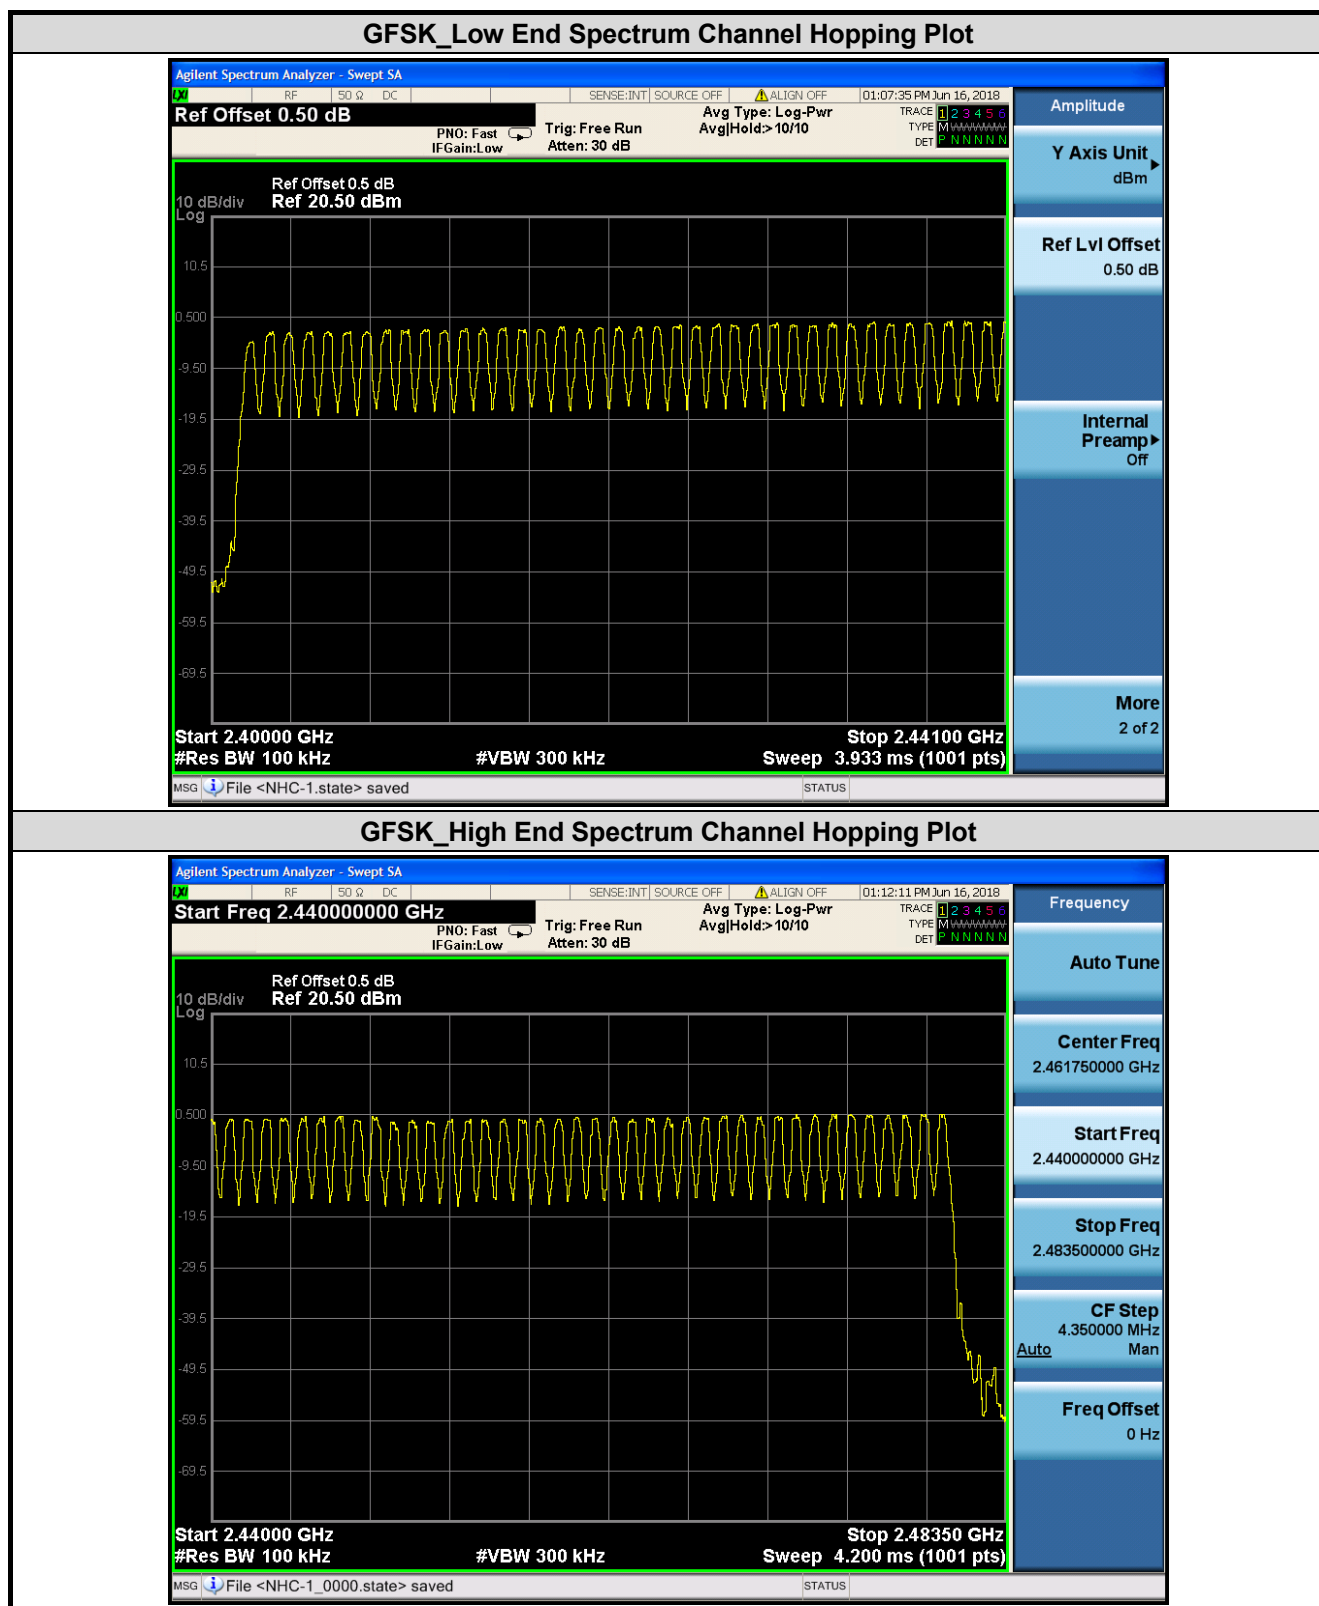 GFSK_Low End Spectrum Channel Hopping Plot
Agilent Spectrum Analyzer - Swept SA
LXI RF 50 Ω DC SENSE:INT SOURCE OFF ALIGN OFF 01:07:35 PM Jun 16, 2018
Ref Offset 0.50 dB
PNO: Fast
IFGain:Low
Trig: Free Run
Atten: 30 dB
Avg Type: Log-Pwr
Avg|Hold:>10/10
TRACE 1 2 3 4 5 6
TYPE M WWWWW
DET P N N N N N
Ref Offset 0.5 dB
10 dB/div Ref 20.50 dBm
Log
10.5
0.500
-9.50
-19.5
-29.5
-39.5
-49.5
-59.5
-69.5
Start 2.40000 GHz Stop 2.44100 GHz
#Res BW 100 kHz #VBW 300 kHz Sweep 3.933 ms (1001 pts)
MSG File <NHC-1.state> saved STATUS
Amplitude
Y Axis Unit
dBm
Ref Lvl Offset
0.50 dB
Internal
Preamp
Off
More
2 of 2
GFSK_High End Spectrum Channel Hopping Plot
Agilent Spectrum Analyzer - Swept SA
LXI RF 50 Ω DC SENSE:INT SOURCE OFF ALIGN OFF 01:12:11 PM Jun 16, 2018
Start Freq 2.440000000 GHz
PNO: Fast
IFGain:Low
Trig: Free Run
Atten: 30 dB
Avg Type: Log-Pwr
Avg|Hold:>10/10
TRACE 1 2 3 4 5 6
TYPE M WWWWW
DET P N N N N N
Ref Offset 0.5 dB
10 dB/div Ref 20.50 dBm
Log
10.5
0.500
-9.50
-19.5
-29.5
-39.5
-49.5
-59.5
-69.5
Start 2.44000 GHz Stop 2.48350 GHz
#Res BW 100 kHz #VBW 300 kHz Sweep 4.200 ms (1001 pts)
MSG File <NHC-1_0000.state> saved STATUS
Frequency
Auto Tune
Center Freq
2.461750000 GHz
Start Freq
2.440000000 GHz
Stop Freq
2.483500000 GHz
CF Step
4.350000 MHz
Auto Man
Freq Offset
0 Hz